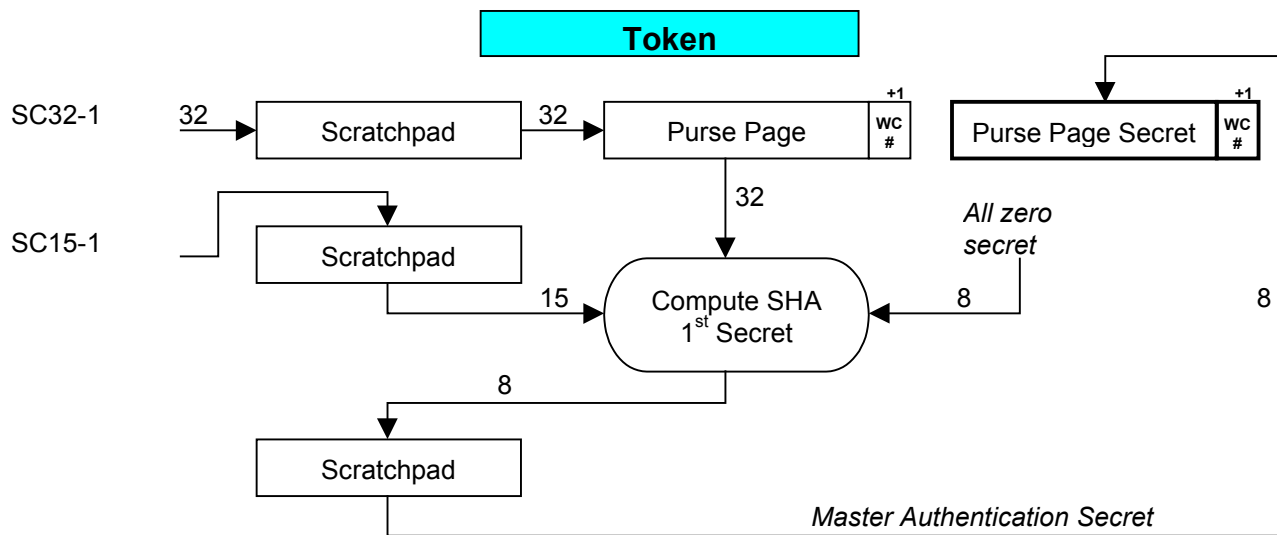 Token
SC32-1
32
Scratchpad
32
Purse Page
+1
WC
#
Purse Page Secret
+1
WC
#
32
SC15-1
Scratchpad
All zero
secret
15
Compute SHA
1st Secret
8
8
8
Scratchpad
Master Authentication Secret